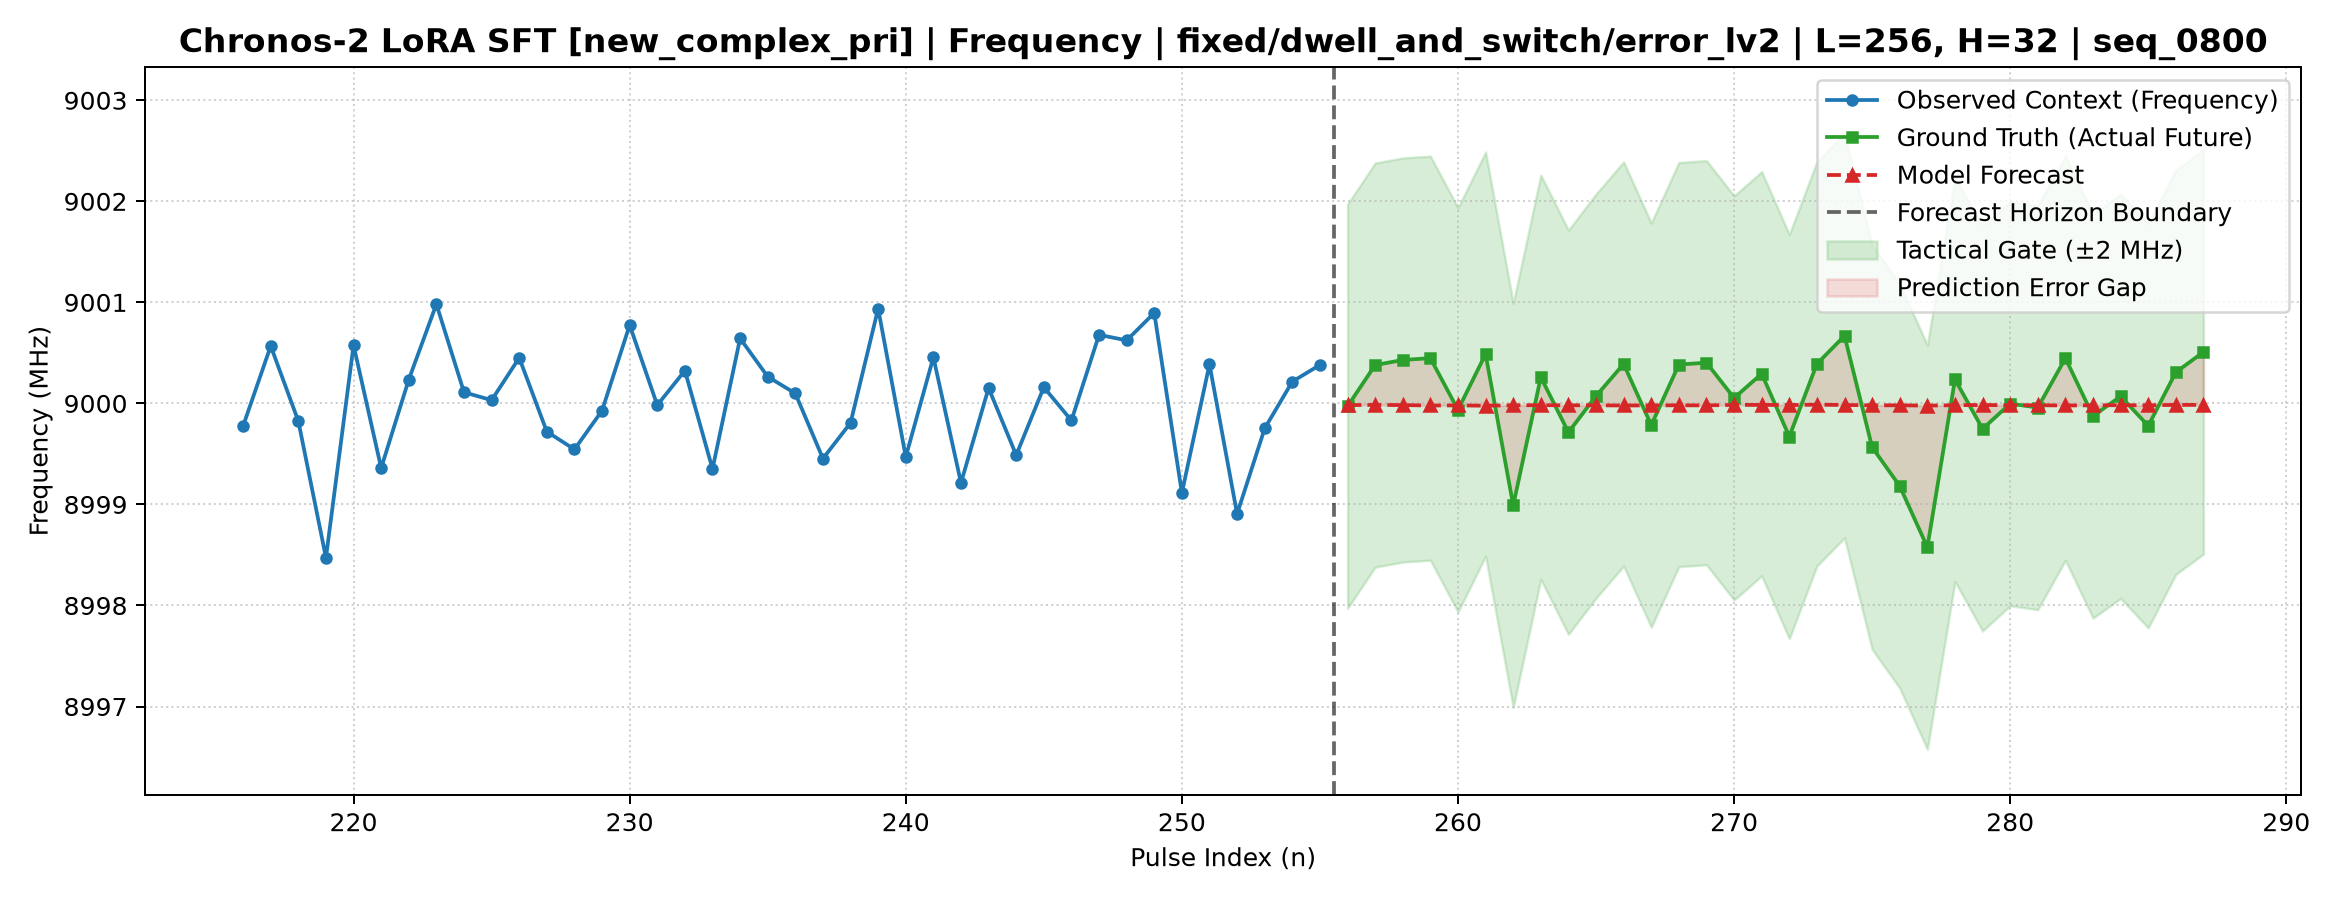 Chronos-2 LoRA SFT [new_complex_pri] | Frequency | fixed/dwell_and_switch/error_lv2 | L=256, H=32 | seq_0800
Frequency (MHz)
9003
9002
9001
9000
8999
8998
8997
Observed Context (Frequency)
Ground Truth (Actual Future)
Model Forecast
Forecast Horizon Boundary
Tactical Gate (±2 MHz)
Prediction Error Gap
220 230 240 250 260 270 280 290
Pulse Index (n)